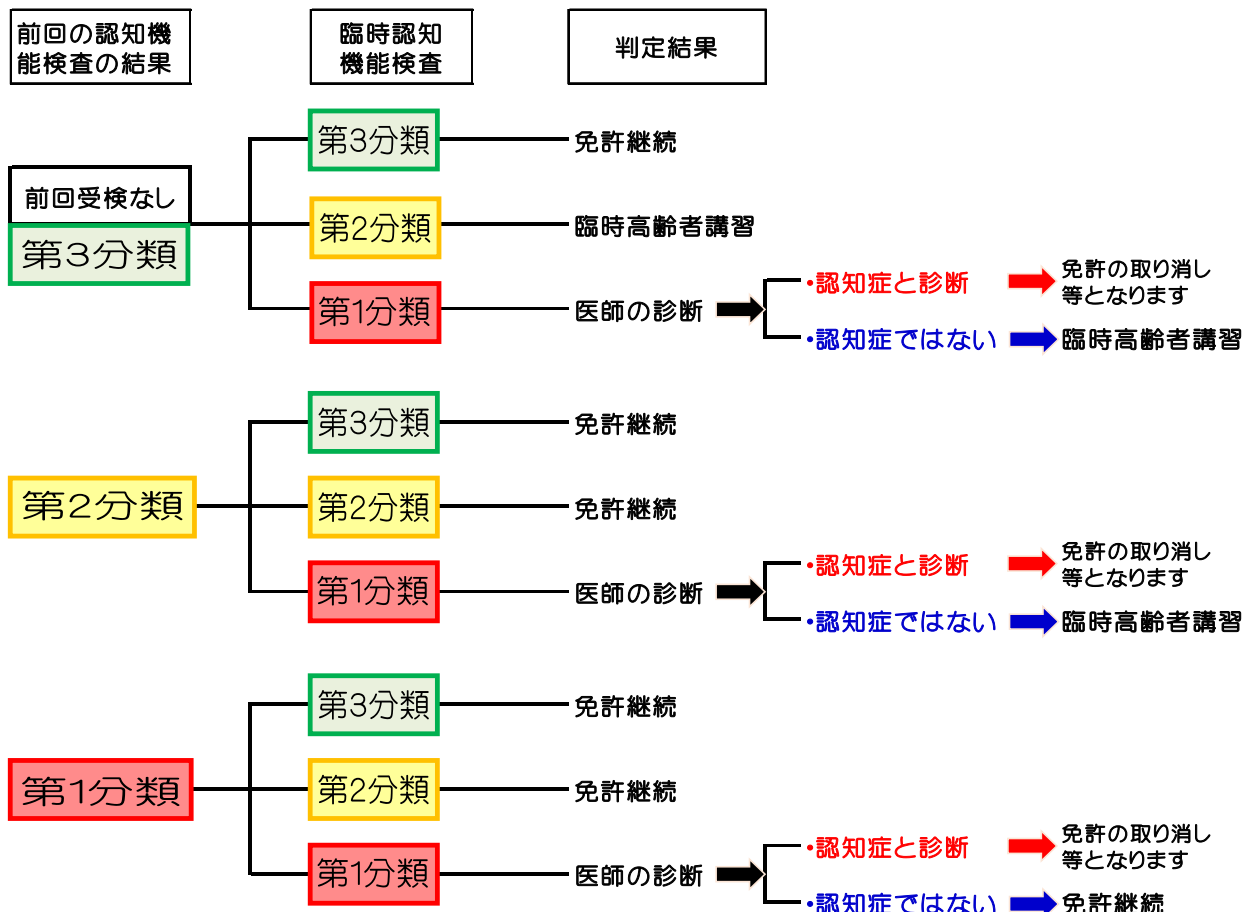 前回の認知機
能検査の結果
臨時認知
機能検査
判定結果
前回受検なし
第3分類
第3分類
免許継続
第2分類
臨時高齢者講習
第1分類
医師の診断
・認知症と診断
免許の取り消し
等となります
・認知症ではない
臨時高齢者講習
第2分類
第3分類
免許継続
第2分類
免許継続
第1分類
医師の診断
・認知症と診断
免許の取り消し
等となります
・認知症ではない
臨時高齢者講習
第1分類
第3分類
免許継続
第2分類
免許継続
第1分類
医師の診断
・認知症と診断
免許の取り消し
等となります
・認知症ではない
免許継続